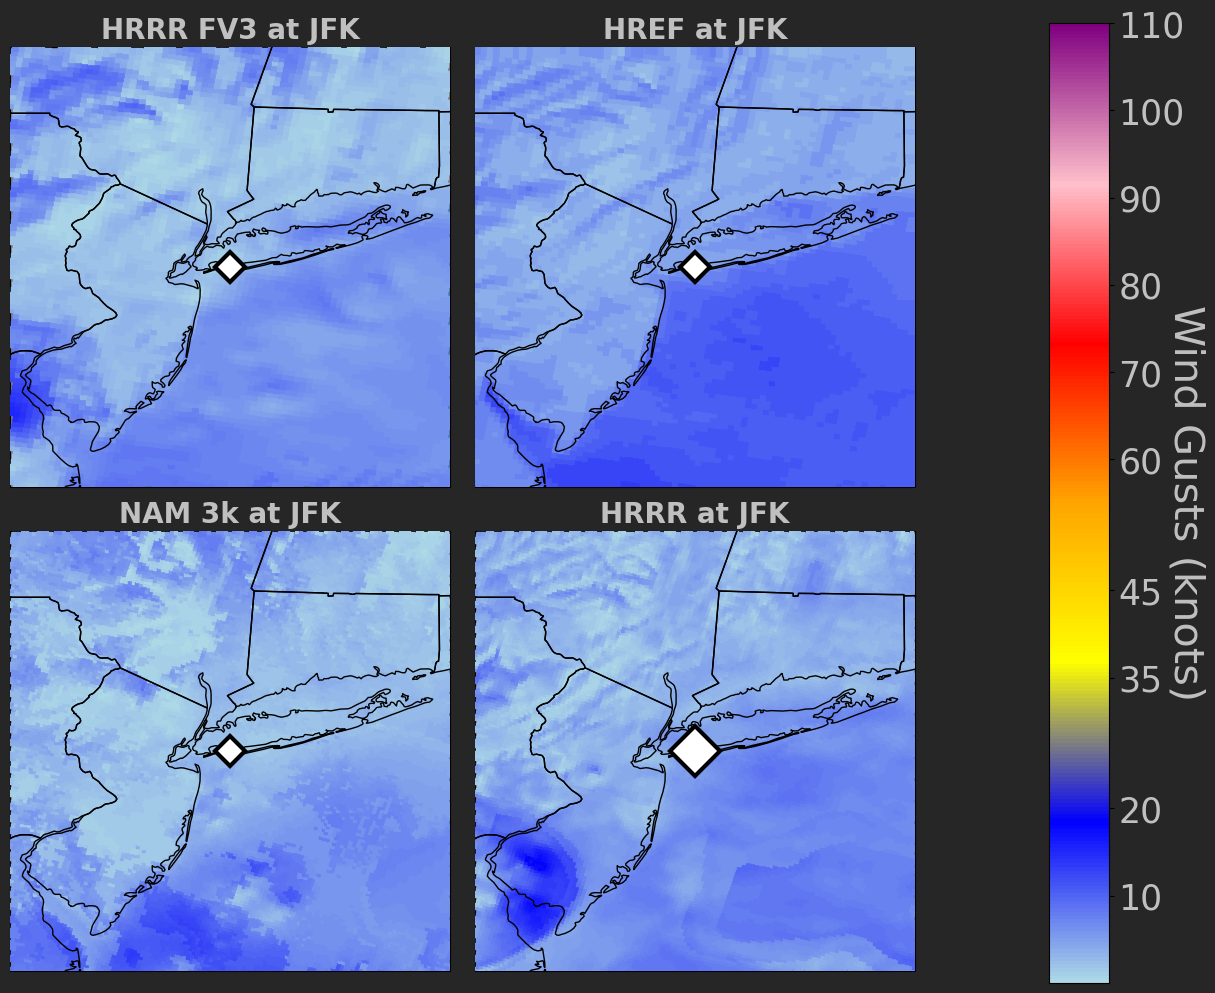 HRRR FV3 at JFK
HREF at JFK
NAM 3k at JFK
HRRR at JFK
110
100
90
80
70
60
45
35
20
10
Wind Gusts (knots)